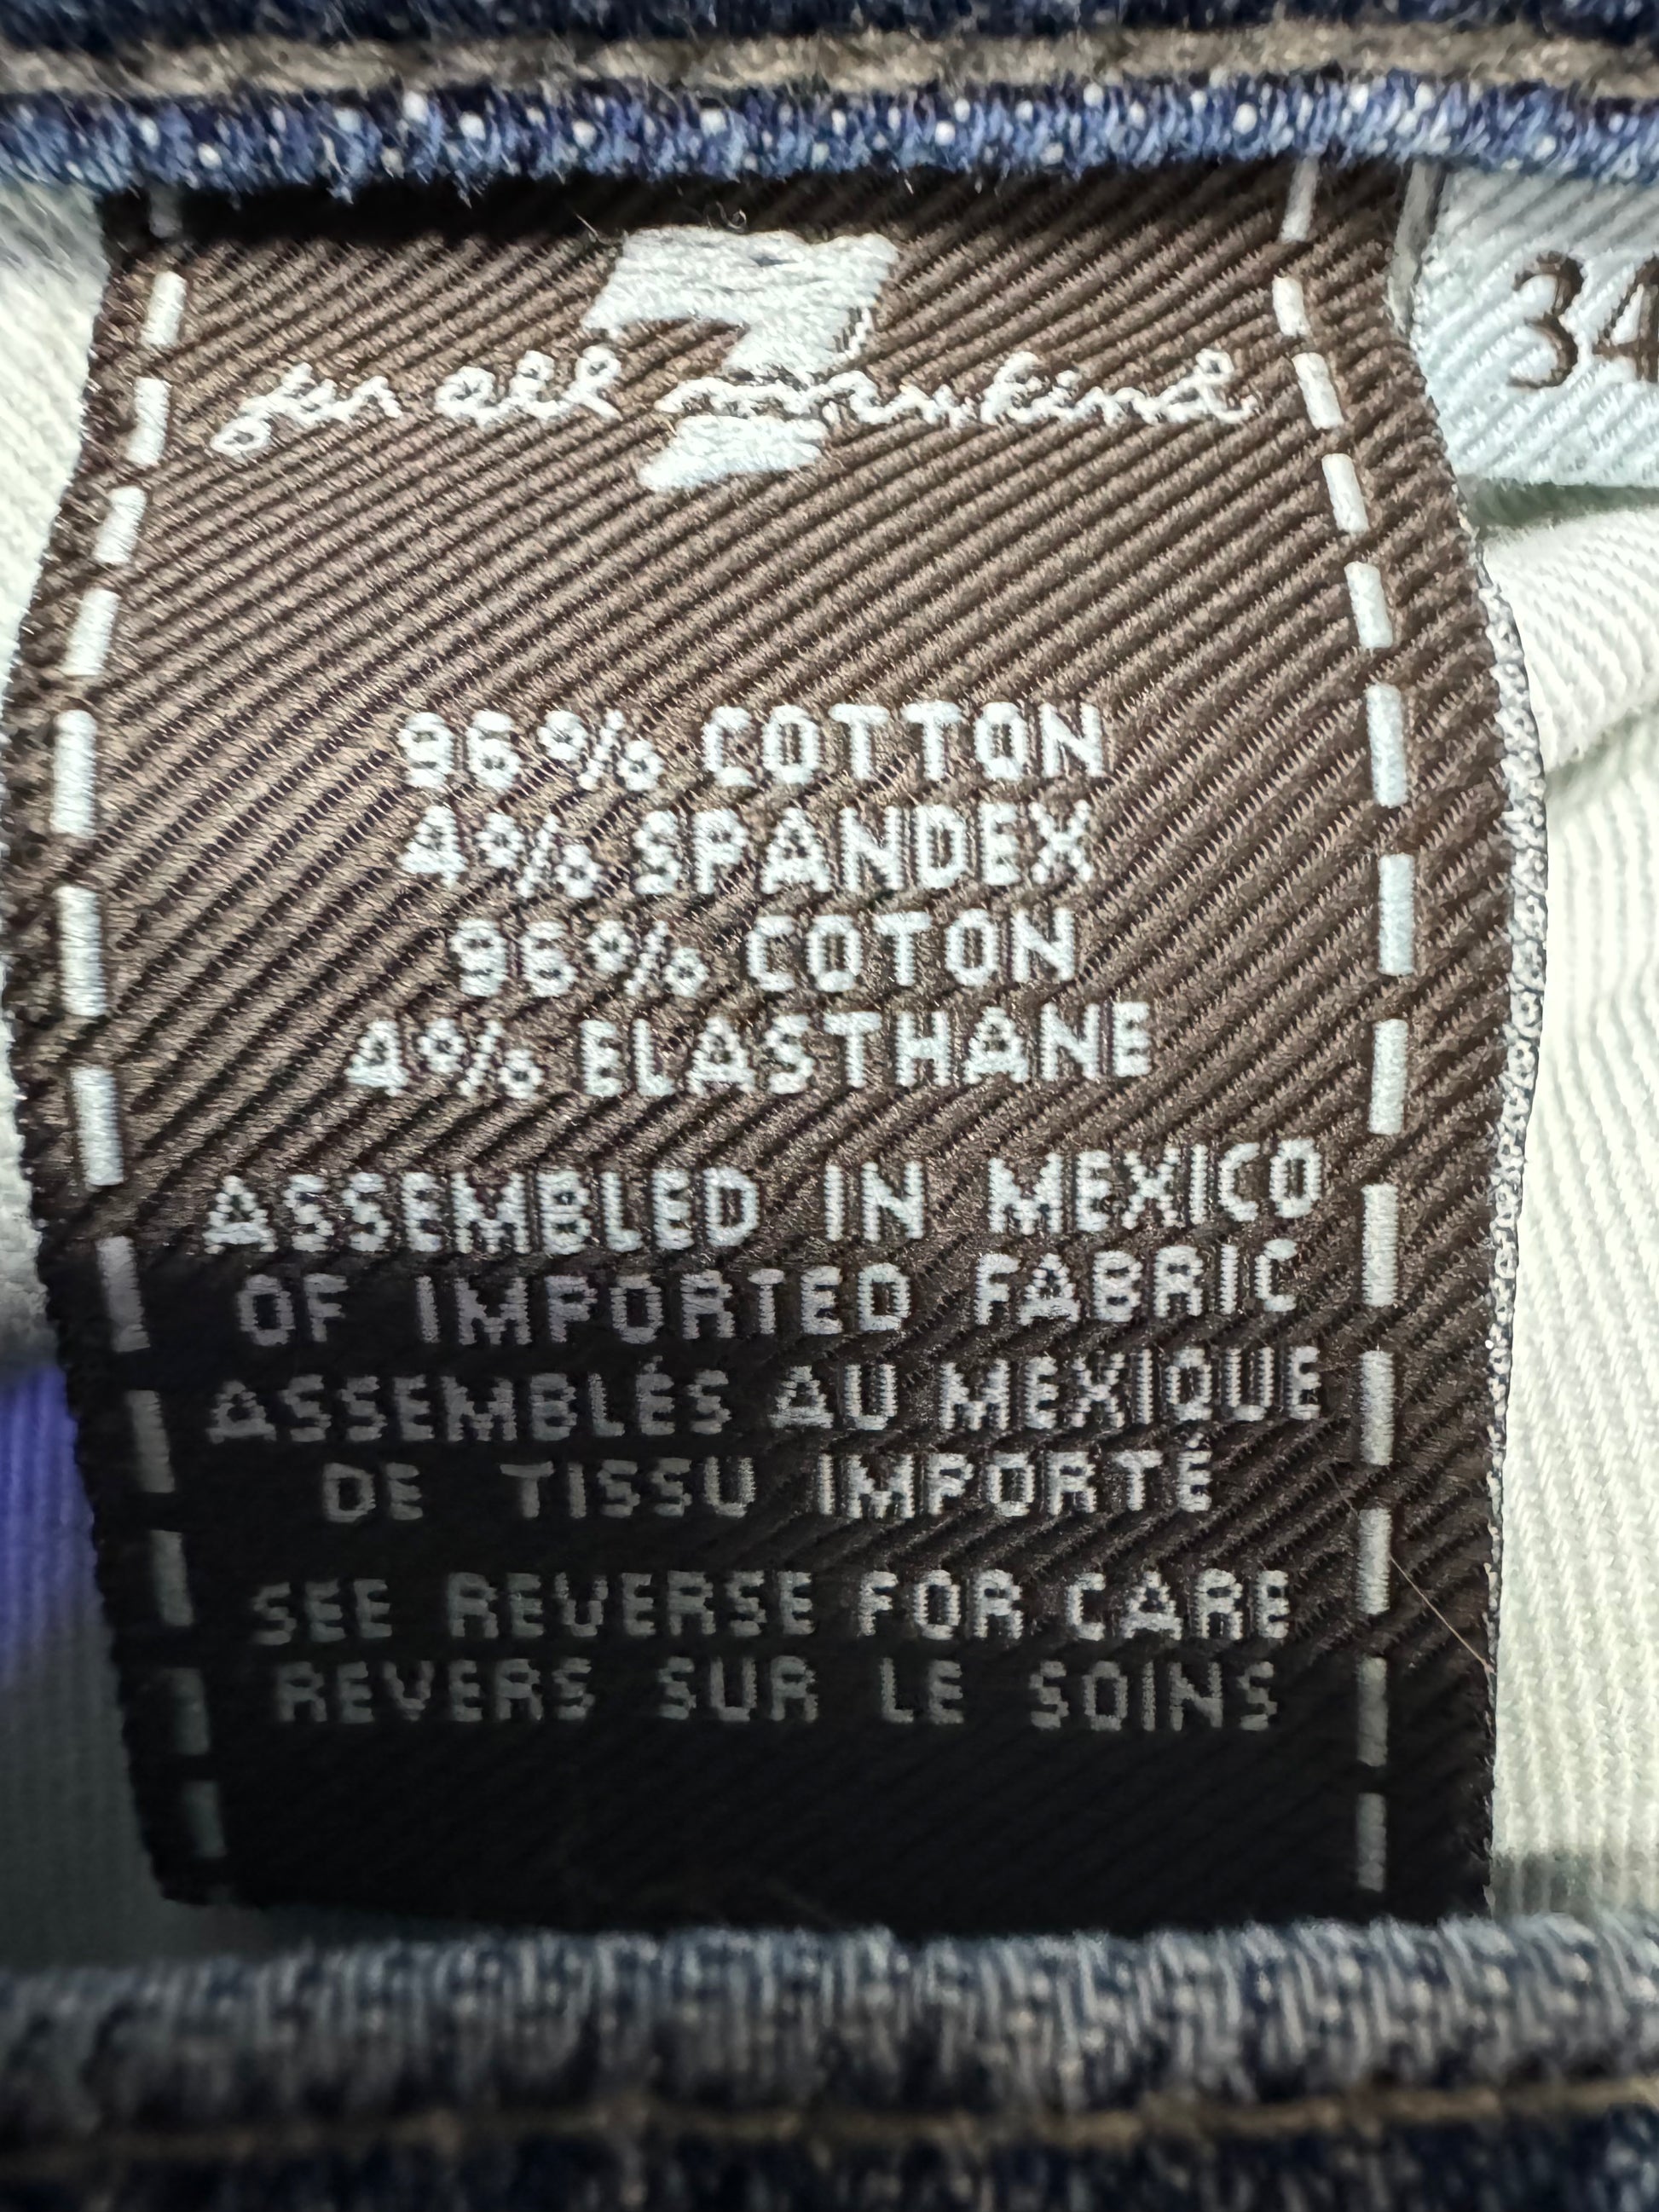 7
for all mankind
34
96% COTTON
4% SPANDEX
96% COTON
4% ELASTHANE
ASSEMBLED IN MEXICO
OF IMPORTED FABRIC
ASSEMBLÉS AU MEXIQUE
DE TISSU IMPORTÉ
SEE REVERSE FOR CARE
REVERS SUR LE SOINS